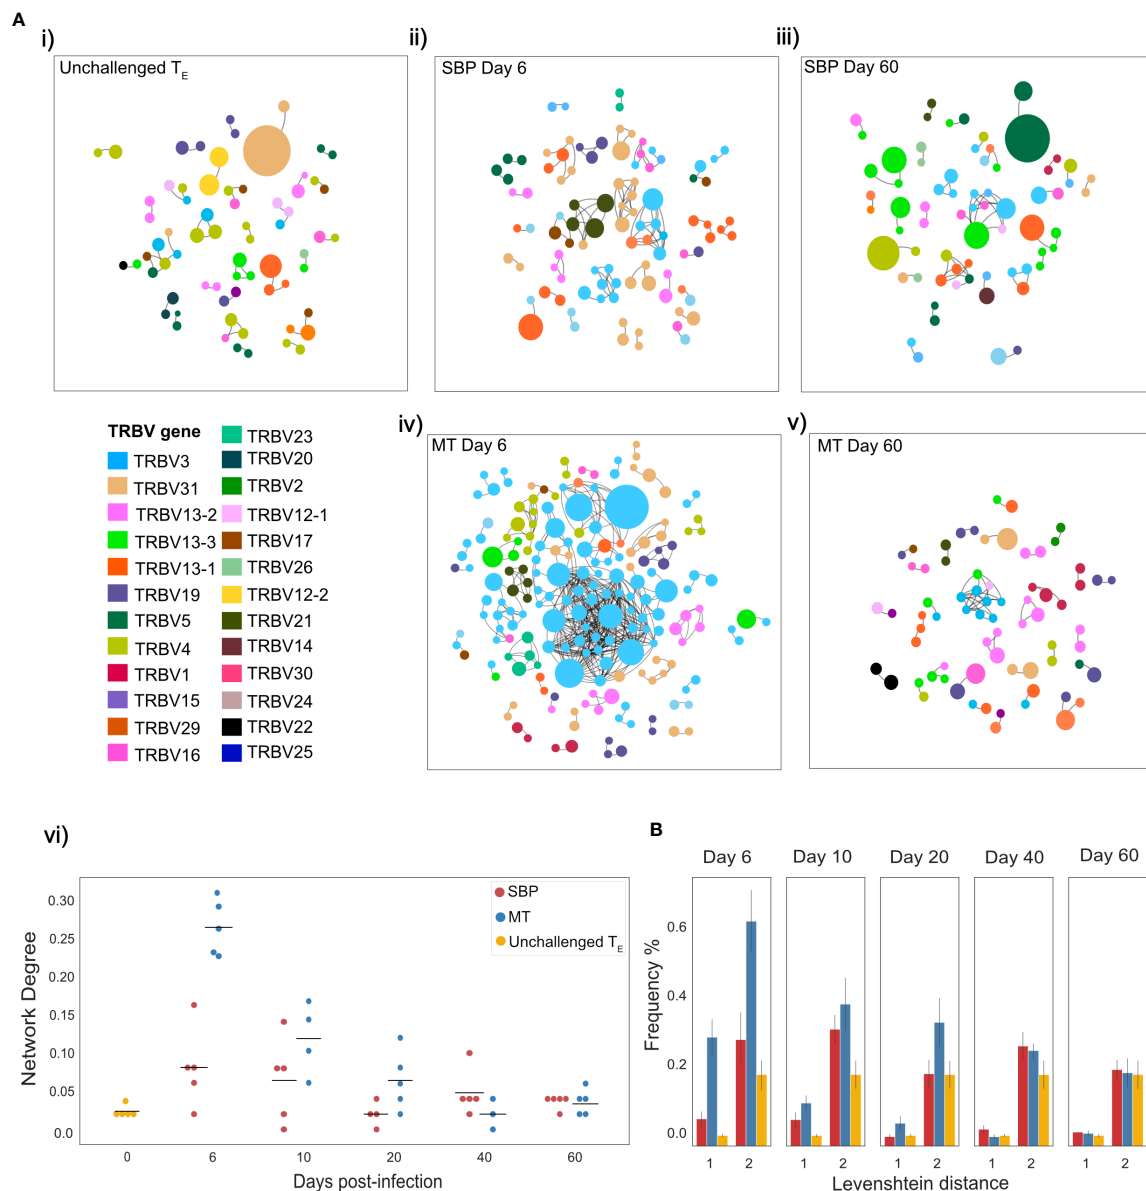 A
i)
ii)
iii)
Unchallenged TE
SBP Day 6
SBP Day 60
iv)
v)
MT Day 6
MT Day 60
TRBV gene
TRBV3
TRBV31
TRBV13-2
TRBV13-3
TRBV13-1
TRBV19
TRBV5
TRBV4
TRBV1
TRBV15
TRBV29
TRBV16
TRBV23
TRBV20
TRBV2
TRBV12-1
TRBV17
TRBV26
TRBV12-2
TRBV21
TRBV14
TRBV30
TRBV24
TRBV22
TRBV25
vi)
Network Degree
0.30
0.25
0.20
0.15
0.10
0.05
0.0
SBP
MT
Unchallenged TE
0 6 10 20 40 60
Days post-infection
B
Day 6 Day 10 Day 20 Day 40 Day 60
Frequency %
0.6
0.4
0.2
0.0
1 2 1 2 1 2 1 2 1 2
Levenshtein distance